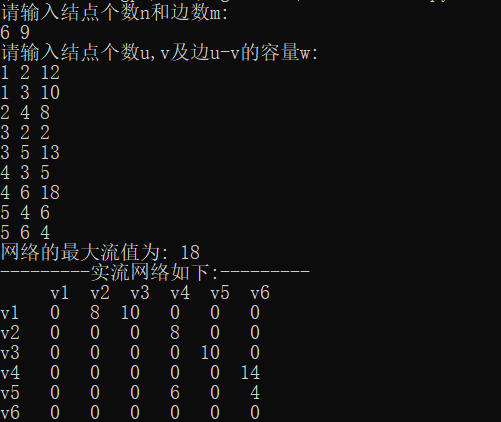 请输入结点个数n和边数m:
6 9
请输入结点个数u,v及边u-v的容量w:
1 2 12
1 3 10
2 4 8
3 2 2
3 5 13
4 3 5
4 6 18
5 4 6
5 6 4
网络的最大流值为: 18
---------实流网络如下:---------
v1 v2 v3 v4 v5 v6
v1 0 8 10 0 0 0
v2 0 0 0 8 0 0
v3 0 0 0 0 10 0
v4 0 0 0 0 0 14
v5 0 0 0 6 0 4
v6 0 0 0 0 0 0